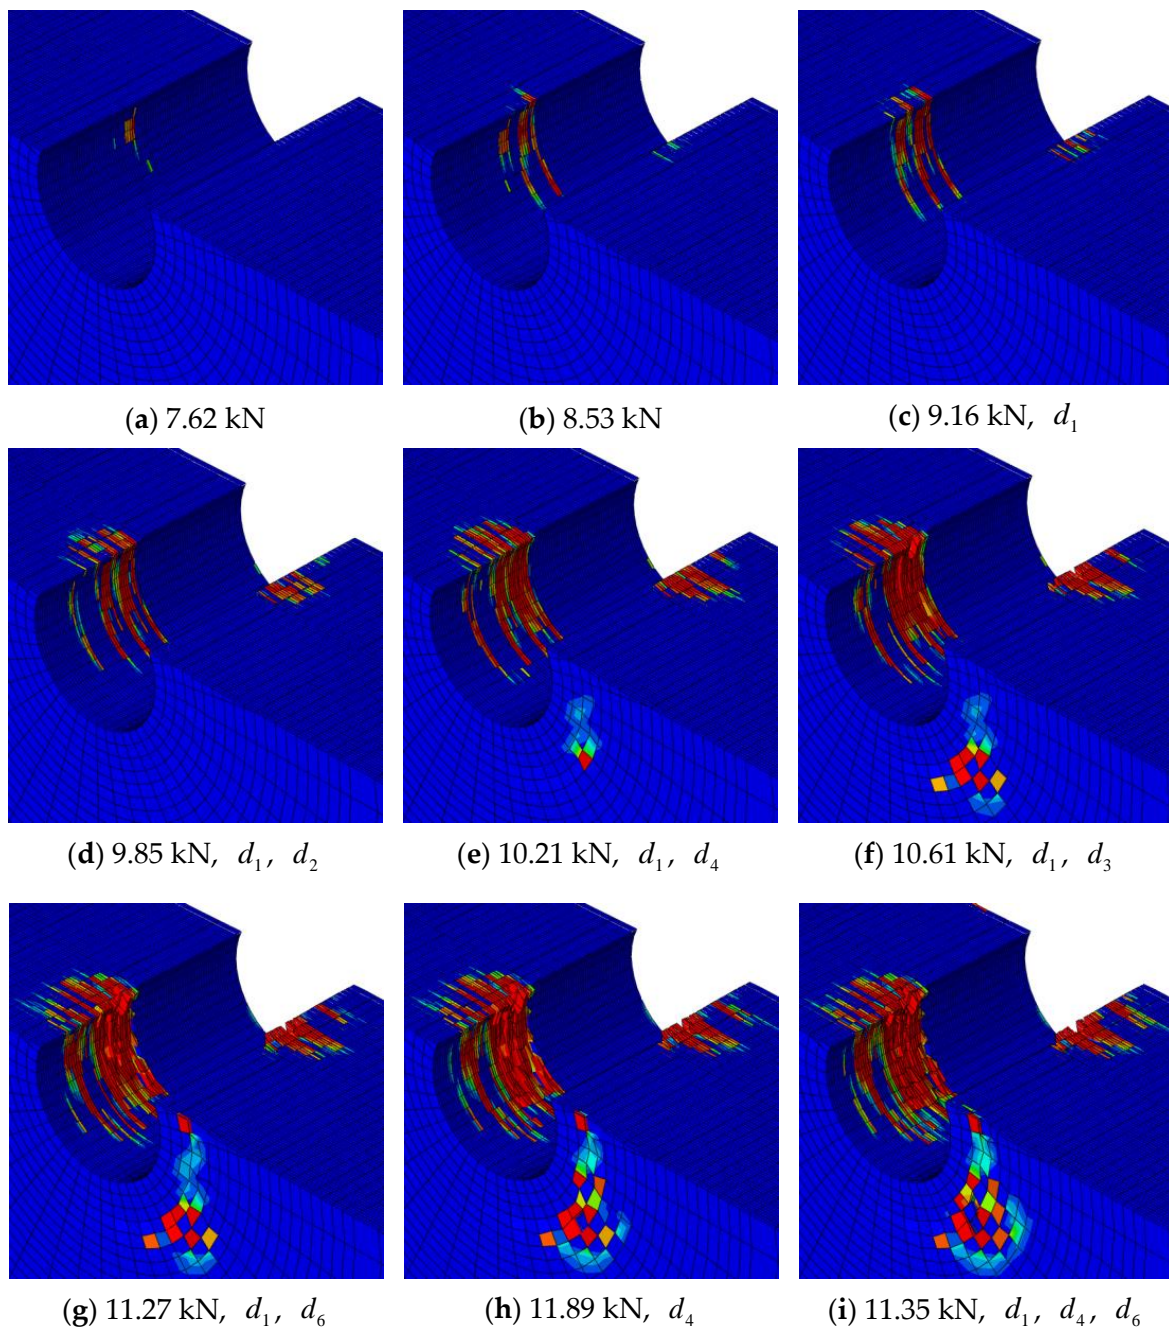 (a) 7.62 kN
(b) 8.53 kN
(c) 9.16 kN, d₁
(d) 9.85 kN, d₁, d₂
(e) 10.21 kN, d₁, d₄
(f) 10.61 kN, d₁, d₃
(g) 11.27 kN, d₁, d₆
(h) 11.89 kN, d₄
(i) 11.35 kN, d₁, d₄, d₆